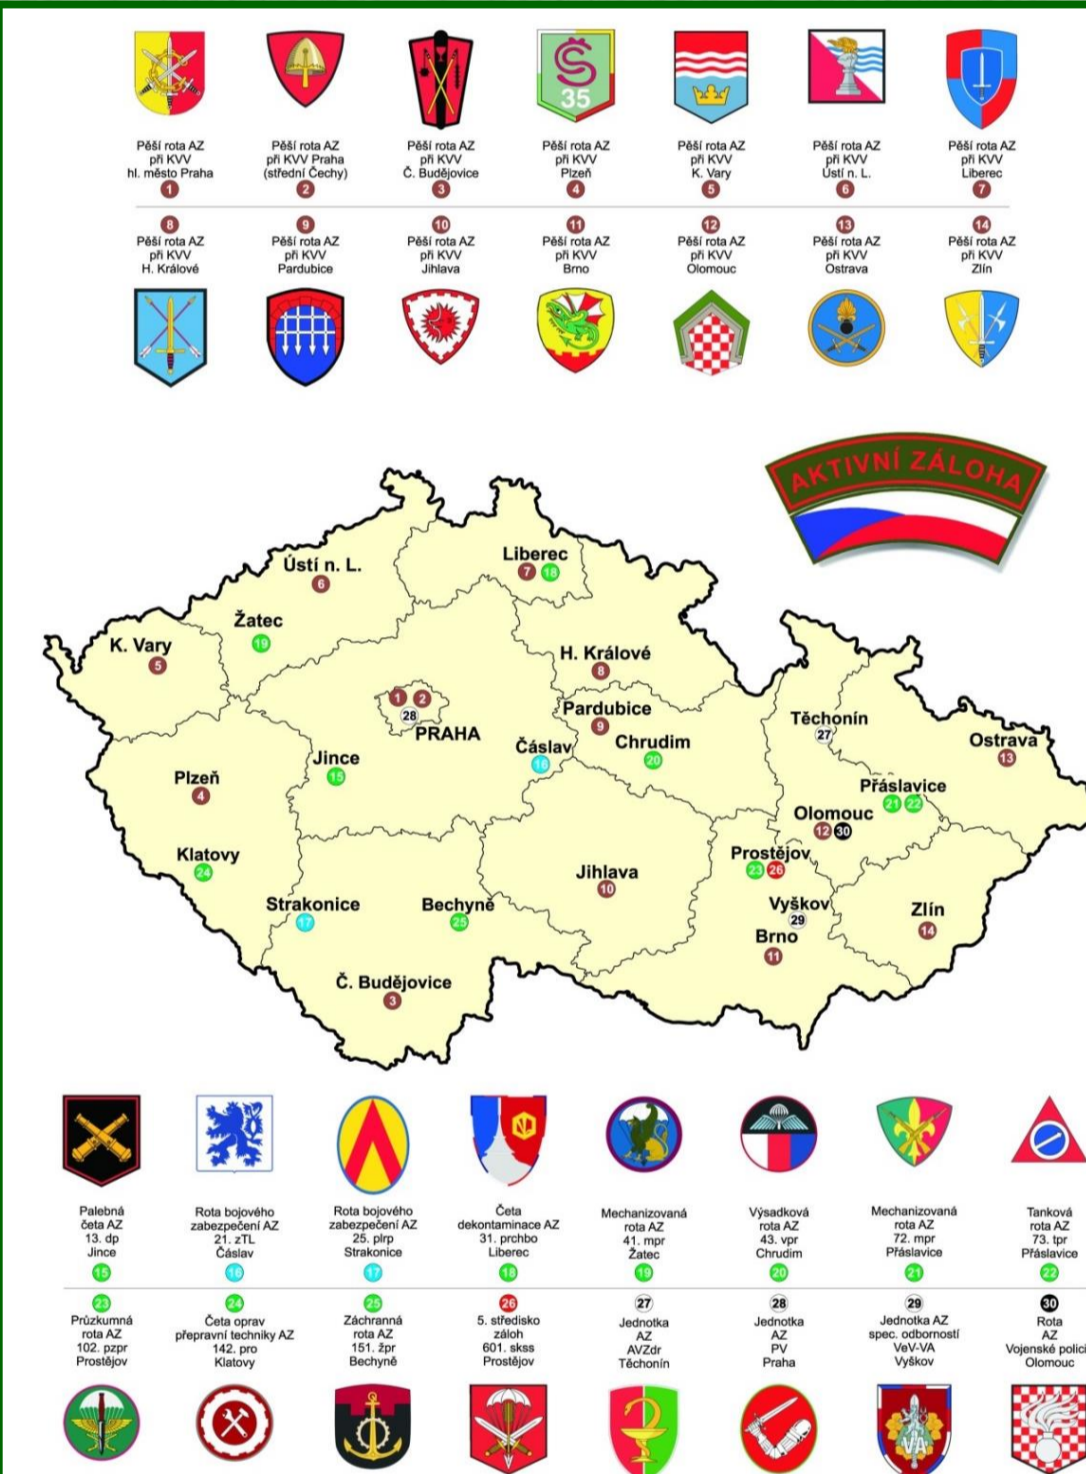 ŠC
35
Pěší rota AZ
při KVV
hl. město Praha
1
Pěší rota AZ
při KVV Praha
(střední Čechy)
2
Pěší rota AZ
při KVV
Č. Budějovice
3
Pěší rota AZ
při KVV
Plzeň
4
Pěší rota AZ
při KVV
K. Vary
5
Pěší rota AZ
při KVV
Ústí n. L.
6
Pěší rota AZ
při KVV
Liberec
7
8
Pěší rota AZ
při KVV
H. Králové
9
Pěší rota AZ
při KVV
Pardubice
10
Pěší rota AZ
při KVV
Jihlava
11
Pěší rota AZ
při KVV
Brno
12
Pěší rota AZ
při KVV
Olomouc
13
Pěší rota AZ
při KVV
Ostrava
14
Pěší rota AZ
při KVV
Zlín
AKTIVNÍ ZÁLOHA
Liberec
7 18
Ústí n. L.
6
Žatec
19
K. Vary
5
H. Králové
8
1 2
28
PRAHA
Pardubice
9
Chrudim
20
Těchonín
27
Ostrava
13
Čáslav
16
Jince
15
Plzeň
4
Přáslavice
21 22
Olomouc
12 30
Klatovy
24
Prostějov
23 26
Jihlava
10
Strakonice
17
Bechyně
25
Vyškov
29
Zlín
14
Brno
11
Č. Budějovice
3
Palebná
četa AZ
13. dp
Jince
15
Rota bojového
zabezpečení AZ
21. zTL
Čáslav
16
Rota bojového
zabezpečení AZ
25. plrp
Strakonice
17
Četa
dekontaminace AZ
31. prchbo
Liberec
18
Mechanizovaná
rota AZ
41. mpr
Žatec
19
Výsadková
rota AZ
43. vpr
Chrudim
20
Mechanizovaná
rota AZ
72. mpr
Přáslavice
21
Tanková
rota AZ
73. tpr
Přáslavice
22
23
Průzkumná
rota AZ
102. pzpr
Prostějov
24
Četa oprav
přepravní techniky AZ
142. pro
Klatovy
25
Záchranná
rota AZ
151. žpr
Bechyně
26
5. středisko
záloh
601. skss
Prostějov
27
Jednotka
AZ
AVZdr
Těchonín
28
Jednotka
AZ
PV
Praha
29
Jednotka AZ
spec. odborností
VeV-VA
Vyškov
30
Rota
AZ
Vojenské policie
Olomouc
VA